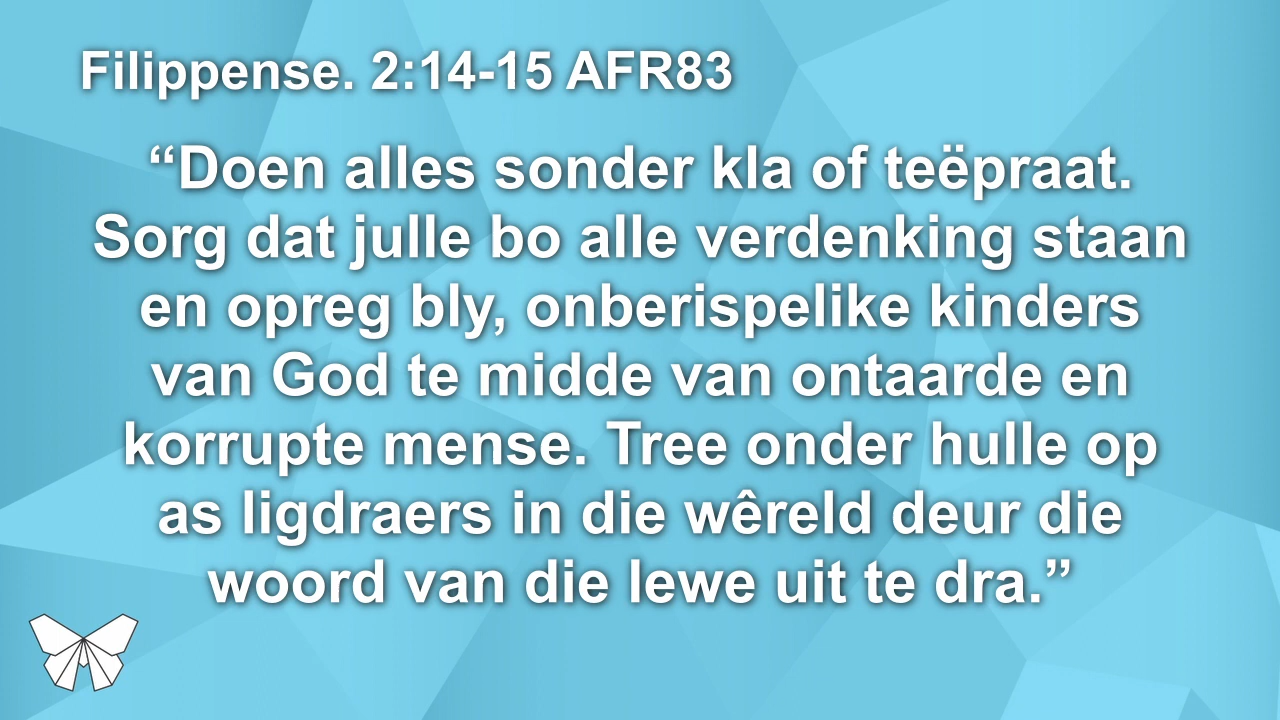 Filippense. 2:14-15 AFR83
“Doen alles sonder kla of teëpraat.
Sorg dat julle bo alle verdenking staan
en opreg bly, onberispelike kinders
van God te midde van ontaarde en
korrupte mense. Tree onder hulle op
as ligdraers in die wêreld deur die
woord van die lewe uit te dra.”